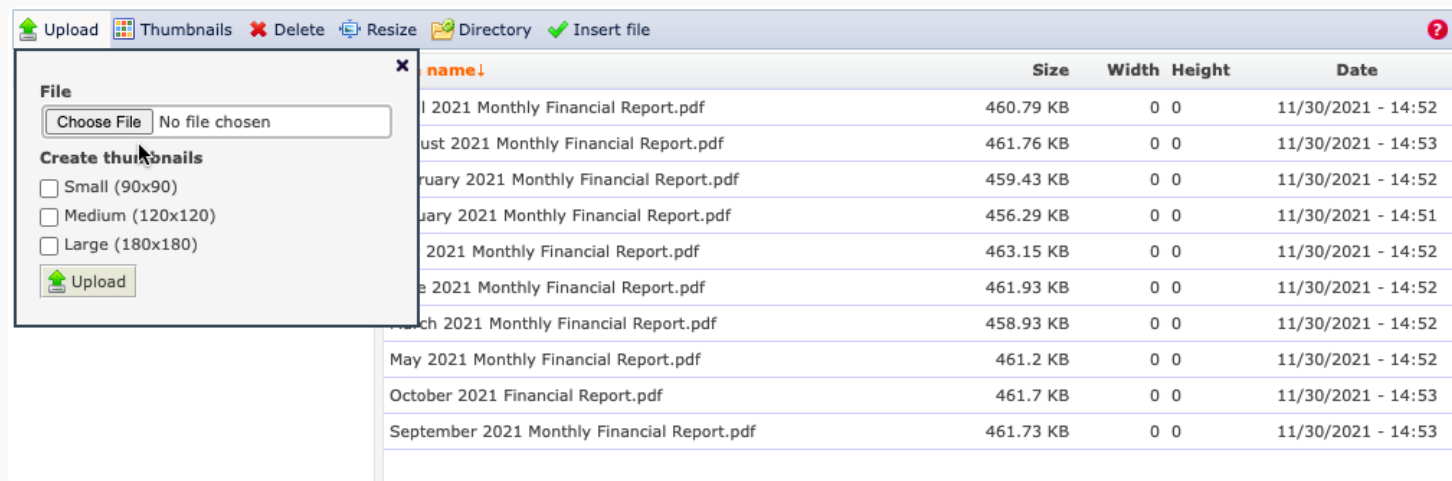 Upload Thumbnails Delete Resize Directory Insert file ?
File
Choose File No file chosen
Create thumbnails
Small (90x90)
Medium (120x120)
Large (180x180)
Upload
name↓ Size Width Height Date
2021 Monthly Financial Report.pdf 460.79 KB 0 0 11/30/2021 - 14:52
ust 2021 Monthly Financial Report.pdf 461.76 KB 0 0 11/30/2021 - 14:53
ruary 2021 Monthly Financial Report.pdf 459.43 KB 0 0 11/30/2021 - 14:52
uary 2021 Monthly Financial Report.pdf 456.29 KB 0 0 11/30/2021 - 14:51
2021 Monthly Financial Report.pdf 463.15 KB 0 0 11/30/2021 - 14:52
e 2021 Monthly Financial Report.pdf 461.93 KB 0 0 11/30/2021 - 14:52
ch 2021 Monthly Financial Report.pdf 458.93 KB 0 0 11/30/2021 - 14:52
May 2021 Monthly Financial Report.pdf 461.2 KB 0 0 11/30/2021 - 14:52
October 2021 Financial Report.pdf 461.7 KB 0 0 11/30/2021 - 14:53
September 2021 Monthly Financial Report.pdf 461.73 KB 0 0 11/30/2021 - 14:53